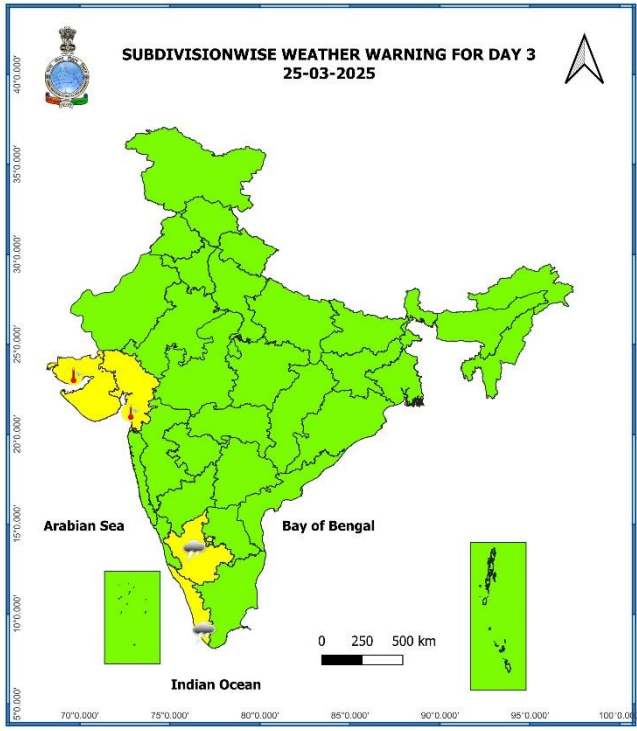 SUBDIVISIONWISE WEATHER WARNING FOR DAY 3
25-03-2025
40°0.000'
35°0.000'
30°0.000'
25°0.000'
20°0.000'
15°0.000'
10°0.000'
5°0.000'
Arabian Sea
Bay of Bengal
0 250 500 km
Indian Ocean
70°0.000' 75°0.000' 80°0.000' 85°0.000' 90°0.000' 95°0.000' 100°0.0